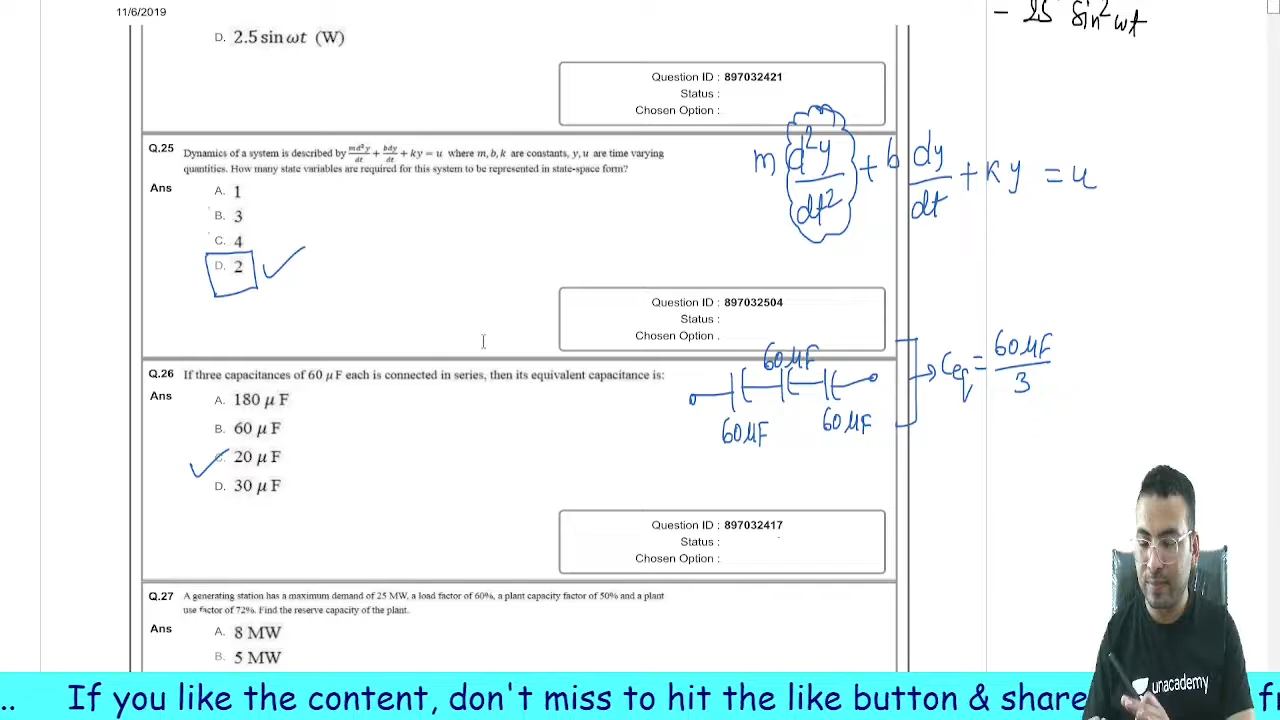 11/6/2019
- 25 Sin² ωt
D. 2.5 sin ωt (W)
Question ID : 897032421
Status :
Chosen Option :
Q.25 Dynamics of a system is described by md²y/dt + bdy/dt + ky = u where m, b, k are constants, y, u are time varying
quantities. How many state variables are required for this system to be represented in state-space form?
Ans A. 1
B. 3
C. 4
D. 2
m d²y/dt² + b dy/dt + ky = u
Question ID : 897032504
Status :
Chosen Option .
Q.26 If three capacitances of 60 μF each is connected in series, then its equivalent capacitance is:
Ans A. 180 μ F
B. 60 μ F
C. 20 μ F
D. 30 μ F
60μF
60μF
60μF
Ceq = 60μF/3
Question ID : 897032417
Status :
Chosen Option :
Q.27 A generating station has a maximum demand of 25 MW, a load factor of 60%, a plant capacity factor of 50% and a plant
use factor of 72%. Find the reserve capacity of the plant.
Ans A. 8 MW
B. 5 MW
unacademy
.. If you like the content, don't miss to hit the like button & share